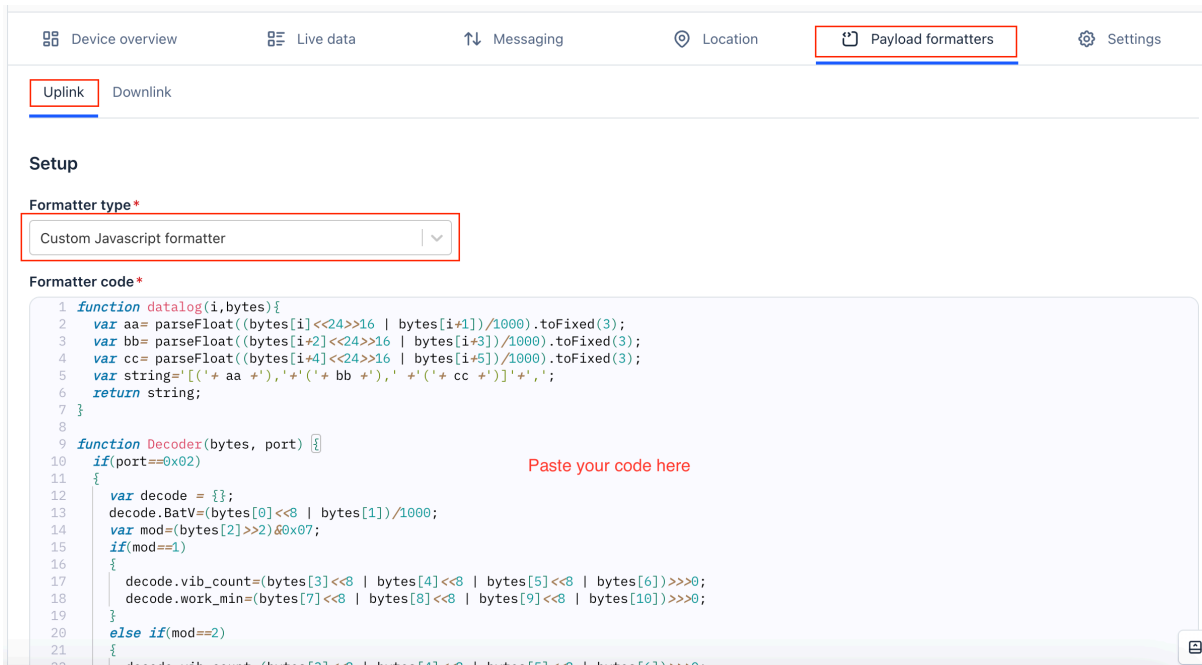 Device overview
Live data
Messaging
Location
Payload formatters
Settings
Uplink
Downlink
Setup
Formatter type*
Custom Javascript formatter
Formatter code*
1 function datalog(i,bytes){
2 var aa= parseFloat((bytes[i]<<24>>16 | bytes[i+1])/1000).toFixed(3);
3 var bb= parseFloat((bytes[i+2]<<24>>16 | bytes[i+3])/1000).toFixed(3);
4 var cc= parseFloat((bytes[i+4]<<24>>16 | bytes[i+5])/1000).toFixed(3);
5 var string='[('+ aa +'),'+'('+ bb +'),' +'('+ cc +')]'+',';
6 return string;
7 }
8
9 function Decoder(bytes, port) {
10 if(port==0x02)
Paste your code here
11 {
12 var decode = {};
13 decode.BatV=(bytes[0]<<8 | bytes[1])/1000;
14 var mod=(bytes[2]>>2)&0x07;
15 if(mod==1)
16 {
17 decode.vib_count=(bytes[3]<<8 | bytes[4]<<8 | bytes[5]<<8 | bytes[6])>>>0;
18 decode.work_min=(bytes[7]<<8 | bytes[8]<<8 | bytes[9]<<8 | bytes[10])>>>0;
19 }
20 else if(mod==2)
21 {